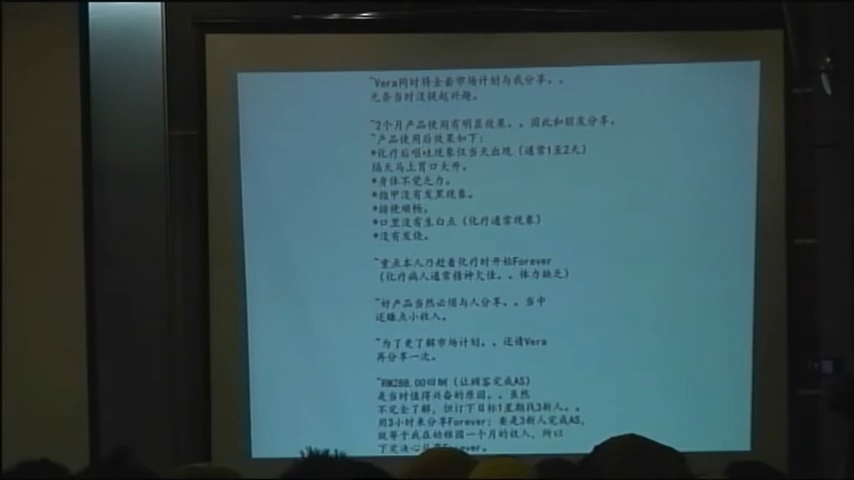 ~Vera同时将全套市场计划与我分享。。
无奈当时没提起兴趣。
~2个月产品使用有明显效果。。因此和朋友分享。
~产品使用后效果如下:
*化疗后呕吐现象仅当天出现（通常1至2天）
隔天马上胃口大开。
*身体不觉乏力。
*指甲没有发黑现象。
*排便顺畅。
*口里没有生白点（化疗通常现象）
*没有发烧。
~重点本人乃趁着化疗时开始Forever
（化疗病人通常精神欠佳。。体力缺乏）
~好产品当然必须与人分享。。当中
还赚点小收入。
~为了更了解市场计划。。还请Vera
再分享一次。
~RM288.00回酬（让顾客完成AS）
是当时值得兴奋的原因。。虽然
不完全了解，但订下目标1星期找3新人。。
用3小时来分享Forever；要是3新人完成AS，
就等于我在幼稚园一个月的收入，所以
下定决心